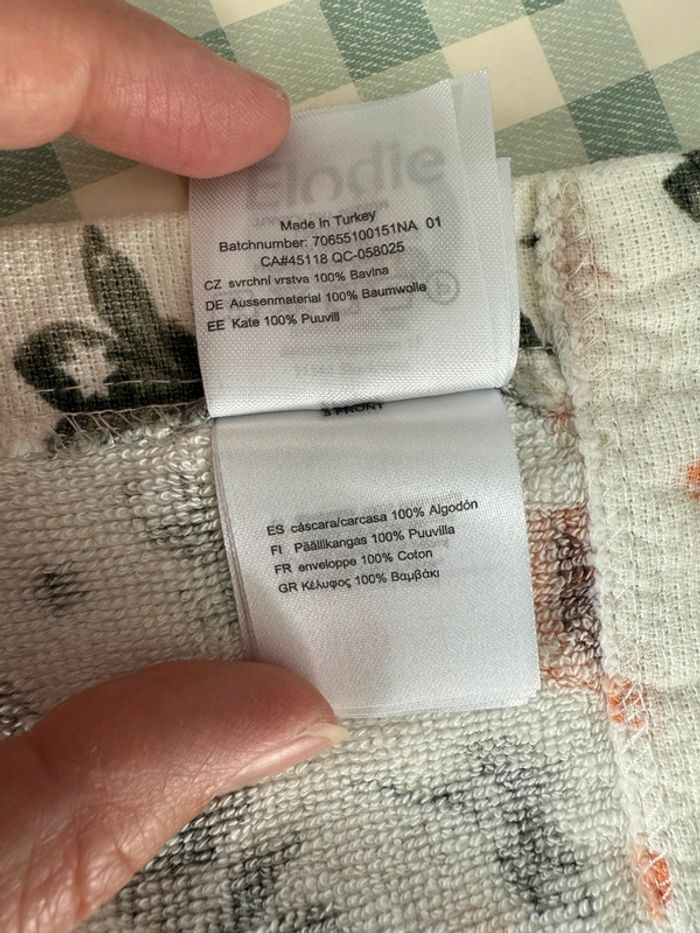 Elodie
Made In Turkey
Batchnumber: 70655100151NA 01
CA#45118 QC-058025
CZ svrchní vrstva 100% Bavina
DE Aussenmaterial 100% Baumwolle
EE Kate 100% Puuvill
S FRONT
ES cáscara/carcasa 100% Algodón
FI Päällikangas 100% Puuvilla
FR enveloppe 100% Coton
GR Κέλυφος 100% Βαμβάκι